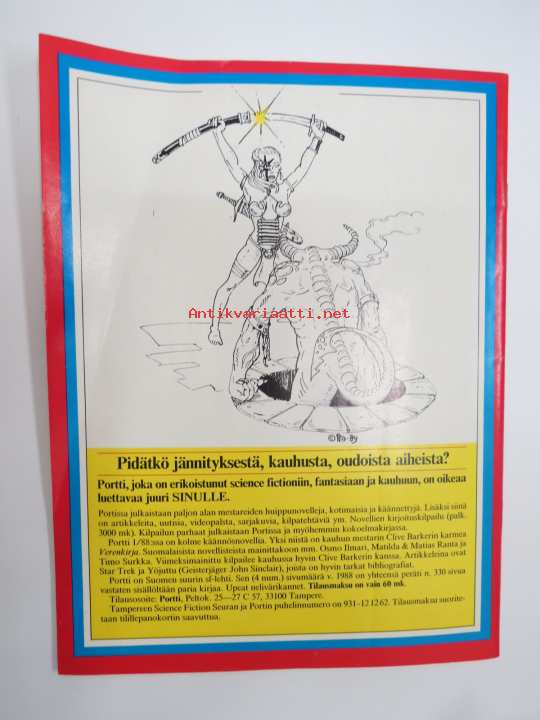 Antikvariaatti.net
Pidätkö jännityksestä, kauhusta, oudoista aiheista?
Portti, joka on erikoistunut science fictioniin, fantasiaan ja kauhuun, on oikeaa
luettavaa juuri SINULLE.
Portissa julkaistaan paljon alan mestareiden huippunovelleja, kotimaisia ja käännettyjä. Lisäksi siinä
on artikkeleita, uutisia, videopalsta, sarjakuvia, kilpatehtäviä ym. Novellien kirjoituskilpailu (palk.
3000 mk). Kilpailun parhaat julkaistaan Portissa ja myöhemmin kokoelmakirjassa.
Portti 1/88:ssa on kolme käännösnovellia. Yksi niistä on kauhun mestarin Clive Barkerin karmea
Verenkirja. Suomalaisista novellisteista mainittakoon mm. Osmo Ilmari, Matilda & Matias Ranta ja
Timo Surkka. Viimeksimainittu kilpailee kauhussa hyvin Clive Barkerin kanssa. Artikkeleina ovat
Star Trek ja Yöjuttu (Geisterjäger John Sinclair), josta on hyvin tarkat bibliografiat.
Portti on Suomen suurin sf-lehti. Sen (4 num.) sivumäärä v. 1988 on yhteensä peräti n. 330 sivua
vastaten sisällöltään paria kirjaa. Upeat nelivärikannet. Tilausmaksu on vain 60 mk.
Tilausosoite: Portti, Peltok. 25—27 C 57, 33100 Tampere.
Tampereen Science Fiction Seuran ja Portin puhelinnumero on 931-121262. Tilausmaksu suorite-
taan tilillepanokortin saavuttua.